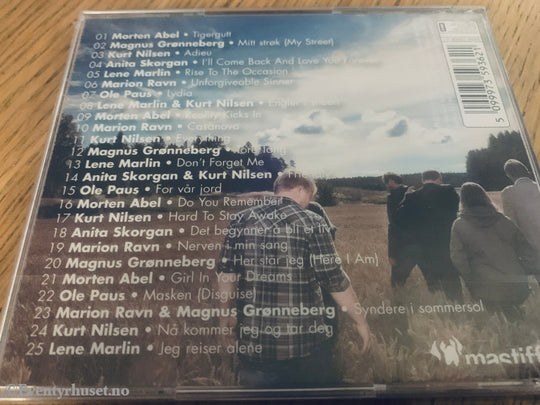 01 Morten Abel • Tigergutt
02 Magnus Grønneberg • Mitt strøk (My Street)
03 Kurt Nilsen • Adieu
04 Anita Skorgan • I'll Come Back And Love You Forever
05 Lene Marlin • Rise To The Occasion
06 Marion Ravn • Unforgiveable Sinner
07 Ole Paus • Lydia
08 Lene Marlin & Kurt Nilsen • Engler i sneen
09 Morten Abel • Reality Kicks In
10 Marion Ravn • Casanova
11 Kurt Nilsen • Everything
12 Magnus Grønneberg •
13 Lene Marlin • Don't Forget Me
14 Anita Skorgan & Kurt Nilsen •
15 Ole Paus • For vår jord
16 Morten Abel • Do You Remember
17 Kurt Nilsen • Hard To Stay Awake
18 Anita Skorgan • Det begynner å bli et liv
19 Marion Ravn • Nerven i min sang
20 Magnus Grønneberg • Her står jeg (Here I Am)
21 Morten Abel • Girl In Your Dreams
22 Ole Paus • Masken (Disguise)
23 Marion Ravn & Magnus Grønneberg • Syndere i sommersol
24 Kurt Nilsen • Nå kommer jeg og tar deg
25 Lene Marlin • Jeg reiser alene
mastiff
©Eventyrhuset.no